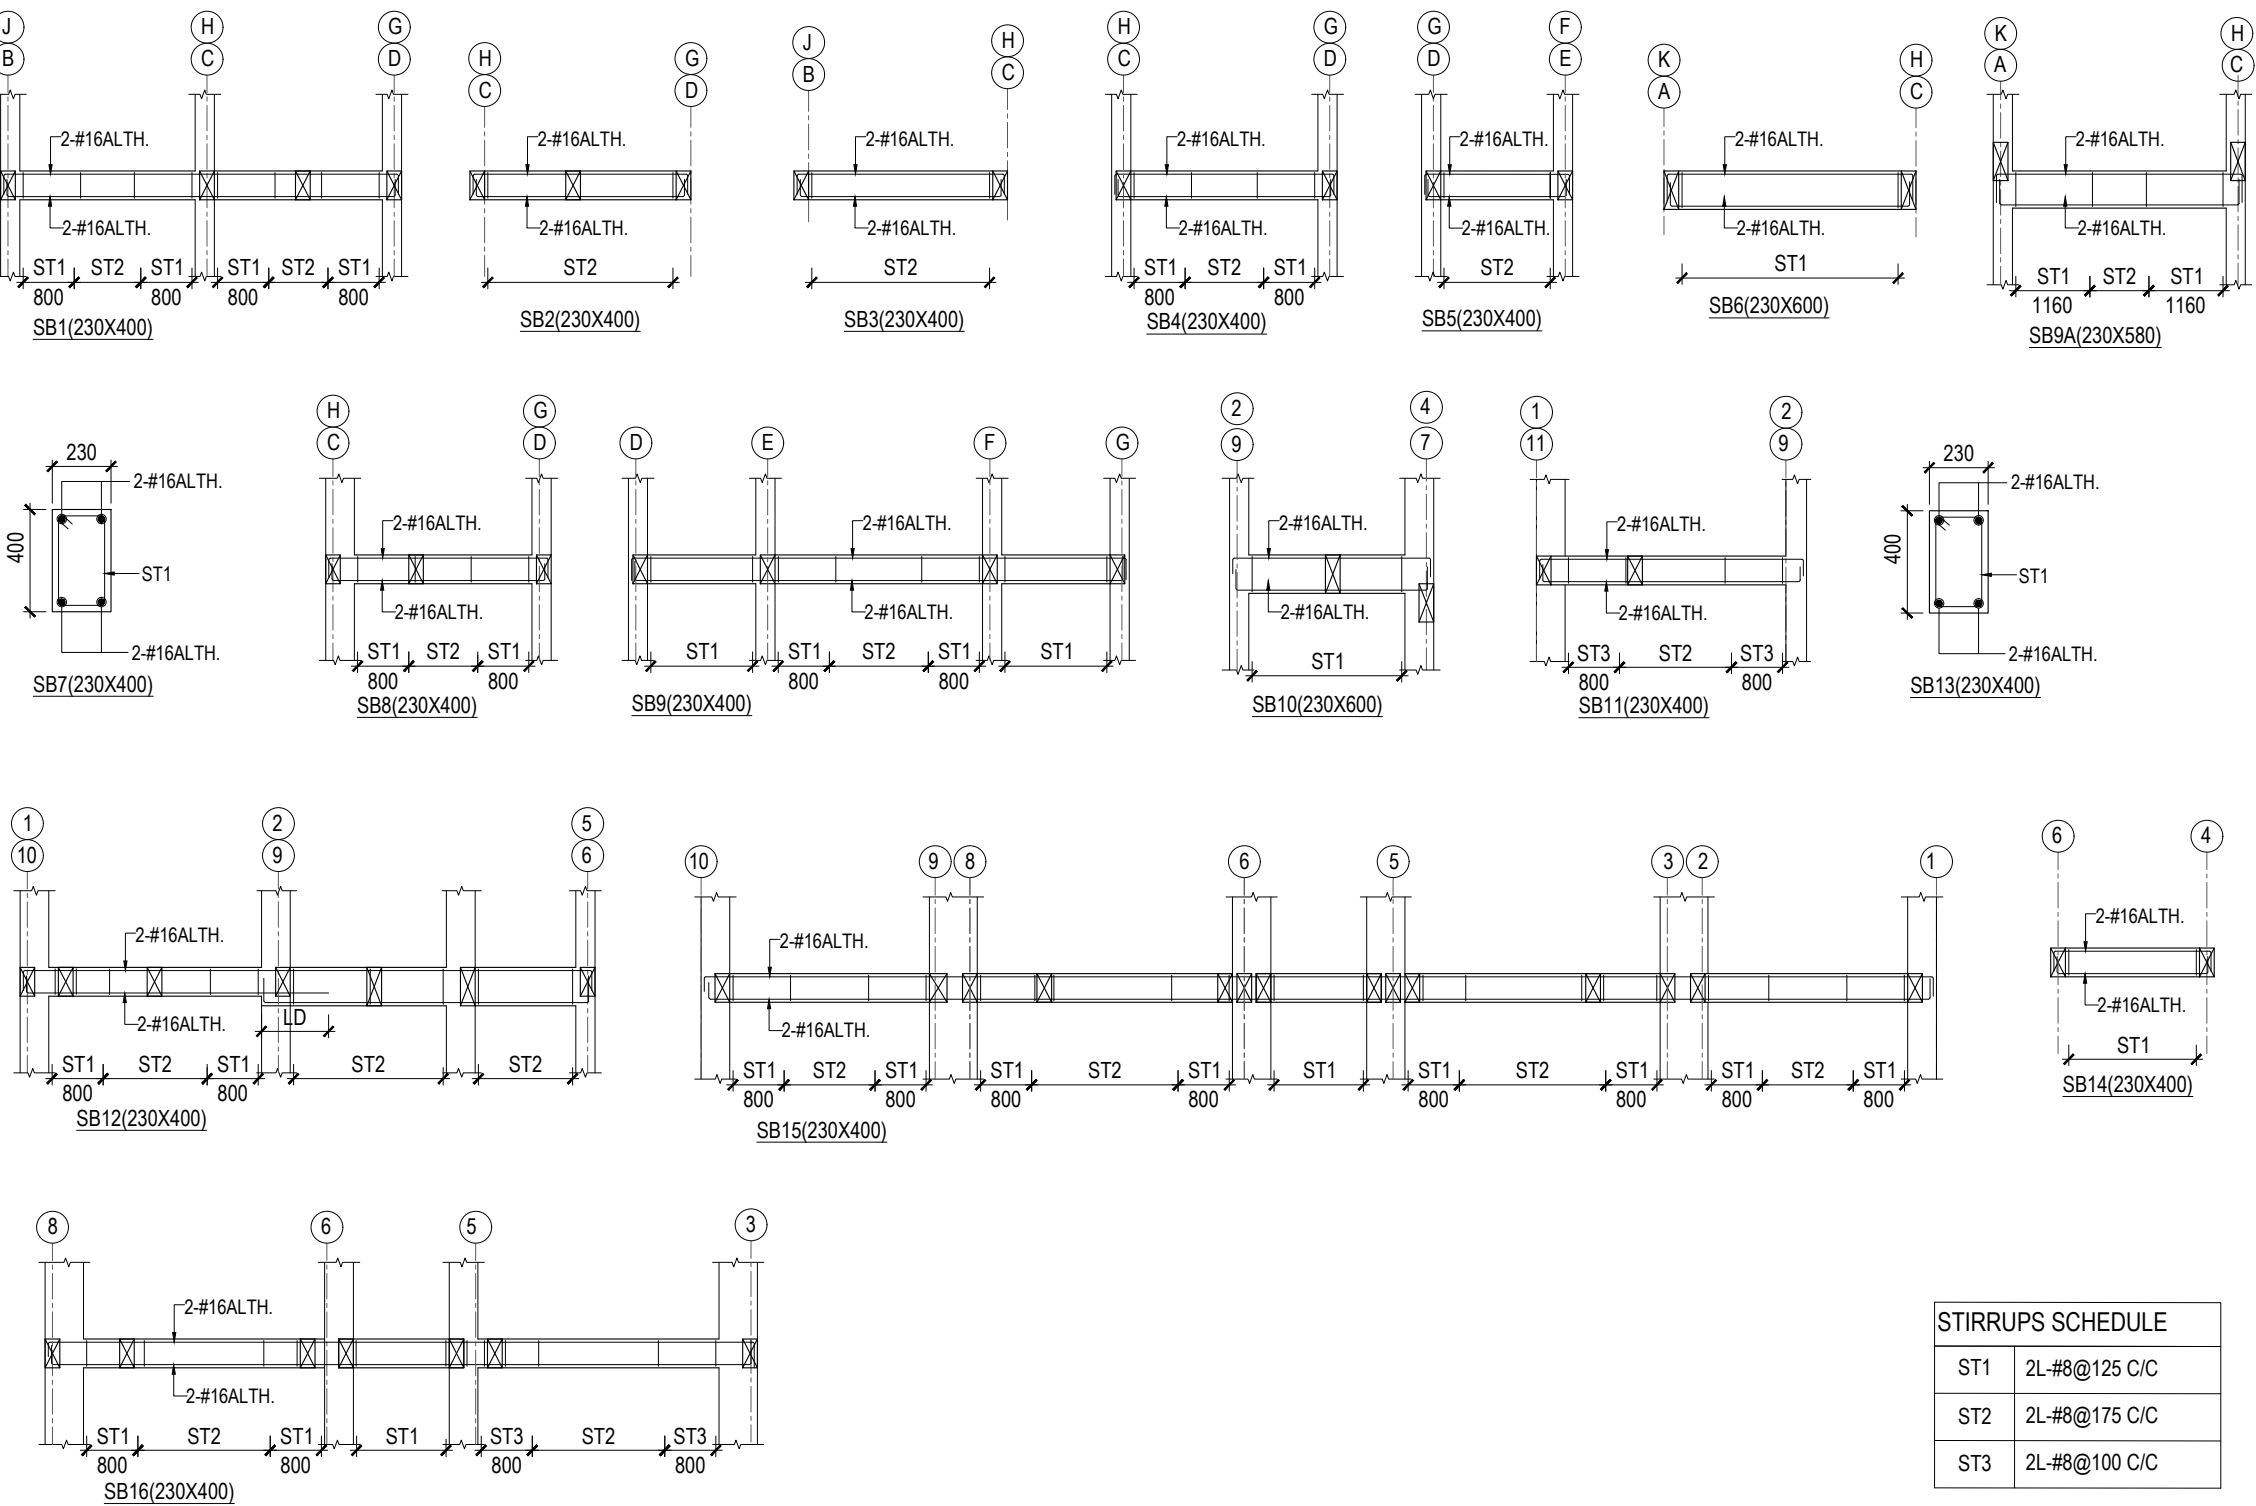 J H G
B C D
2-#16ALTH.
2-#16ALTH.
ST1 ST2 ST1 ST1 ST2 ST1
800 800 800 800
SB1(230X400)
H G
C D
2-#16ALTH.
2-#16ALTH.
ST2
SB2(230X400)
J H
B C
2-#16ALTH.
2-#16ALTH.
ST2
SB3(230X400)
H G
C D
2-#16ALTH.
2-#16ALTH.
ST1 ST2 ST1
800 800
SB4(230X400)
G F
D E
2-#16ALTH.
2-#16ALTH.
ST2
SB5(230X400)
K H
A C
2-#16ALTH.
2-#16ALTH.
ST1
SB6(230X600)
K H
A C
2-#16ALTH.
2-#16ALTH.
ST1 ST2 ST1
1160 1160
SB9A(230X580)
230
2-#16ALTH.
400
ST1
2-#16ALTH.
SB7(230X400)
H G
C D
2-#16ALTH.
2-#16ALTH.
ST1 ST2 ST1
800 800
SB8(230X400)
D E F G
2-#16ALTH.
2-#16ALTH.
ST1 ST1 ST2 ST1 ST1
800 800
SB9(230X400)
2 4
9 7
2-#16ALTH.
2-#16ALTH.
ST1
SB10(230X600)
1 2
11 9
2-#16ALTH.
2-#16ALTH.
ST3 ST2 ST3
800 800
SB11(230X400)
230
2-#16ALTH.
400
ST1
2-#16ALTH.
SB13(230X400)
1 2 5
10 9 6
2-#16ALTH.
2-#16ALTH.
LD
ST1 ST2 ST1 ST2 ST2
800 800
SB12(230X400)
10 9 8 6 5 3 2 1
2-#16ALTH.
2-#16ALTH.
ST1 ST2 ST1 ST1 ST2 ST1 ST1 ST1 ST2 ST1 ST1 ST2 ST1
800 800 800 800 800 800 800 800
SB15(230X400)
6 4
2-#16ALTH.
2-#16ALTH.
ST1
SB14(230X400)
8 6 5 3
2-#16ALTH.
2-#16ALTH.
ST1 ST2 ST1 ST1 ST3 ST2 ST3
800 800 800 800
SB16(230X400)
STIRRUPS SCHEDULE
ST1 2L-#8@125 C/C
ST2 2L-#8@175 C/C
ST3 2L-#8@100 C/C